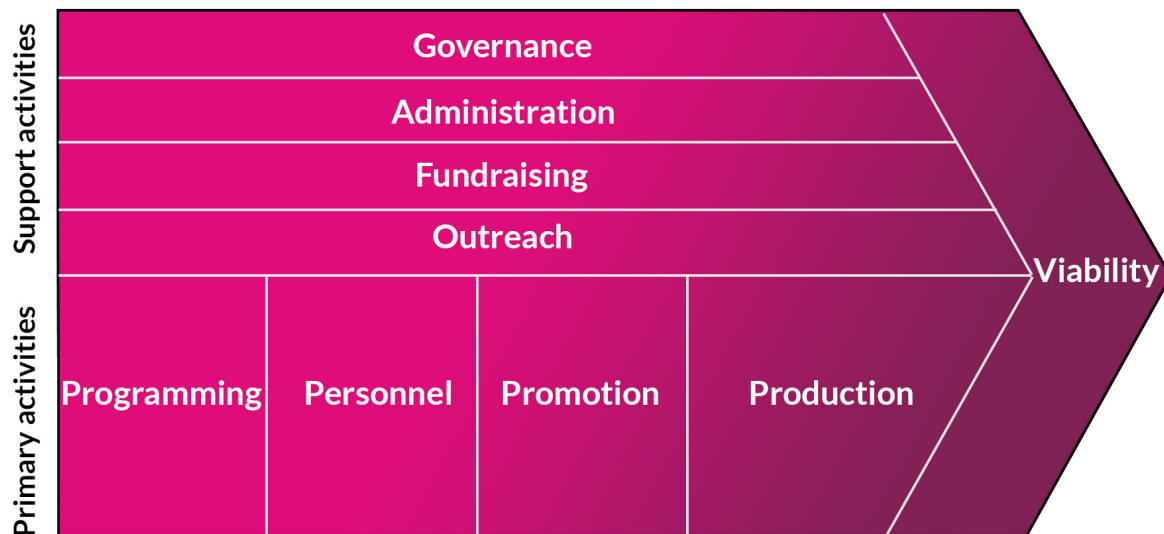 Support activities
Governance
Administration
Fundraising
Outreach
Viability
Primary activities
Programming
Personnel
Promotion
Production